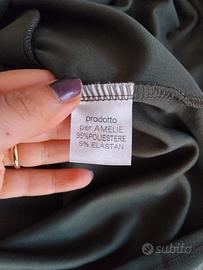 prodotto
per AMELIE
95%POLIESTERE
5% ELASTAN
subito